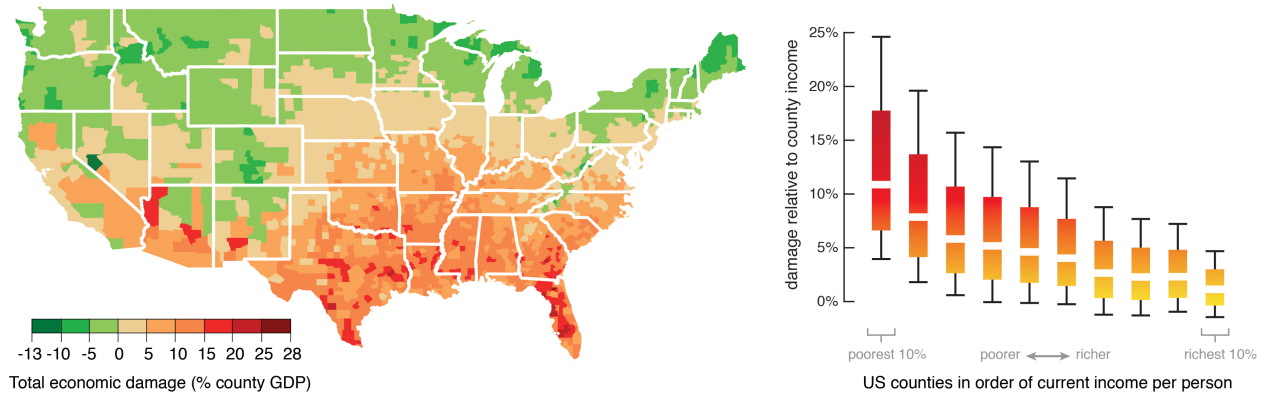 -13 -10 -5 0 5 10 15 20 25 28
Total economic damage (% county GDP)
damage relative to county income
25%
20%
15%
10%
5%
0%
poorest 10%
poorer
richer
richest 10%
US counties in order of current income per person